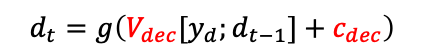 d_t = g(V_dec[y_d; d_{t-1}] + c_dec)